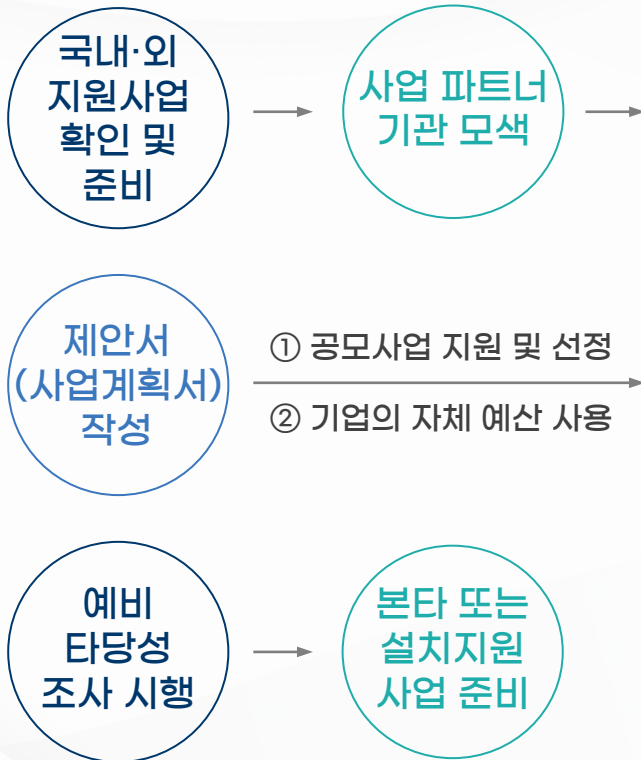 국내·외
지원사업
확인 및
준비
사업 파트너
기관 모색
제안서
(사업계획서)
작성
① 공모사업 지원 및 선정
② 기업의 자체 예산 사용
예비
타당성
조사 시행
본타 또는
설치지원
사업 준비